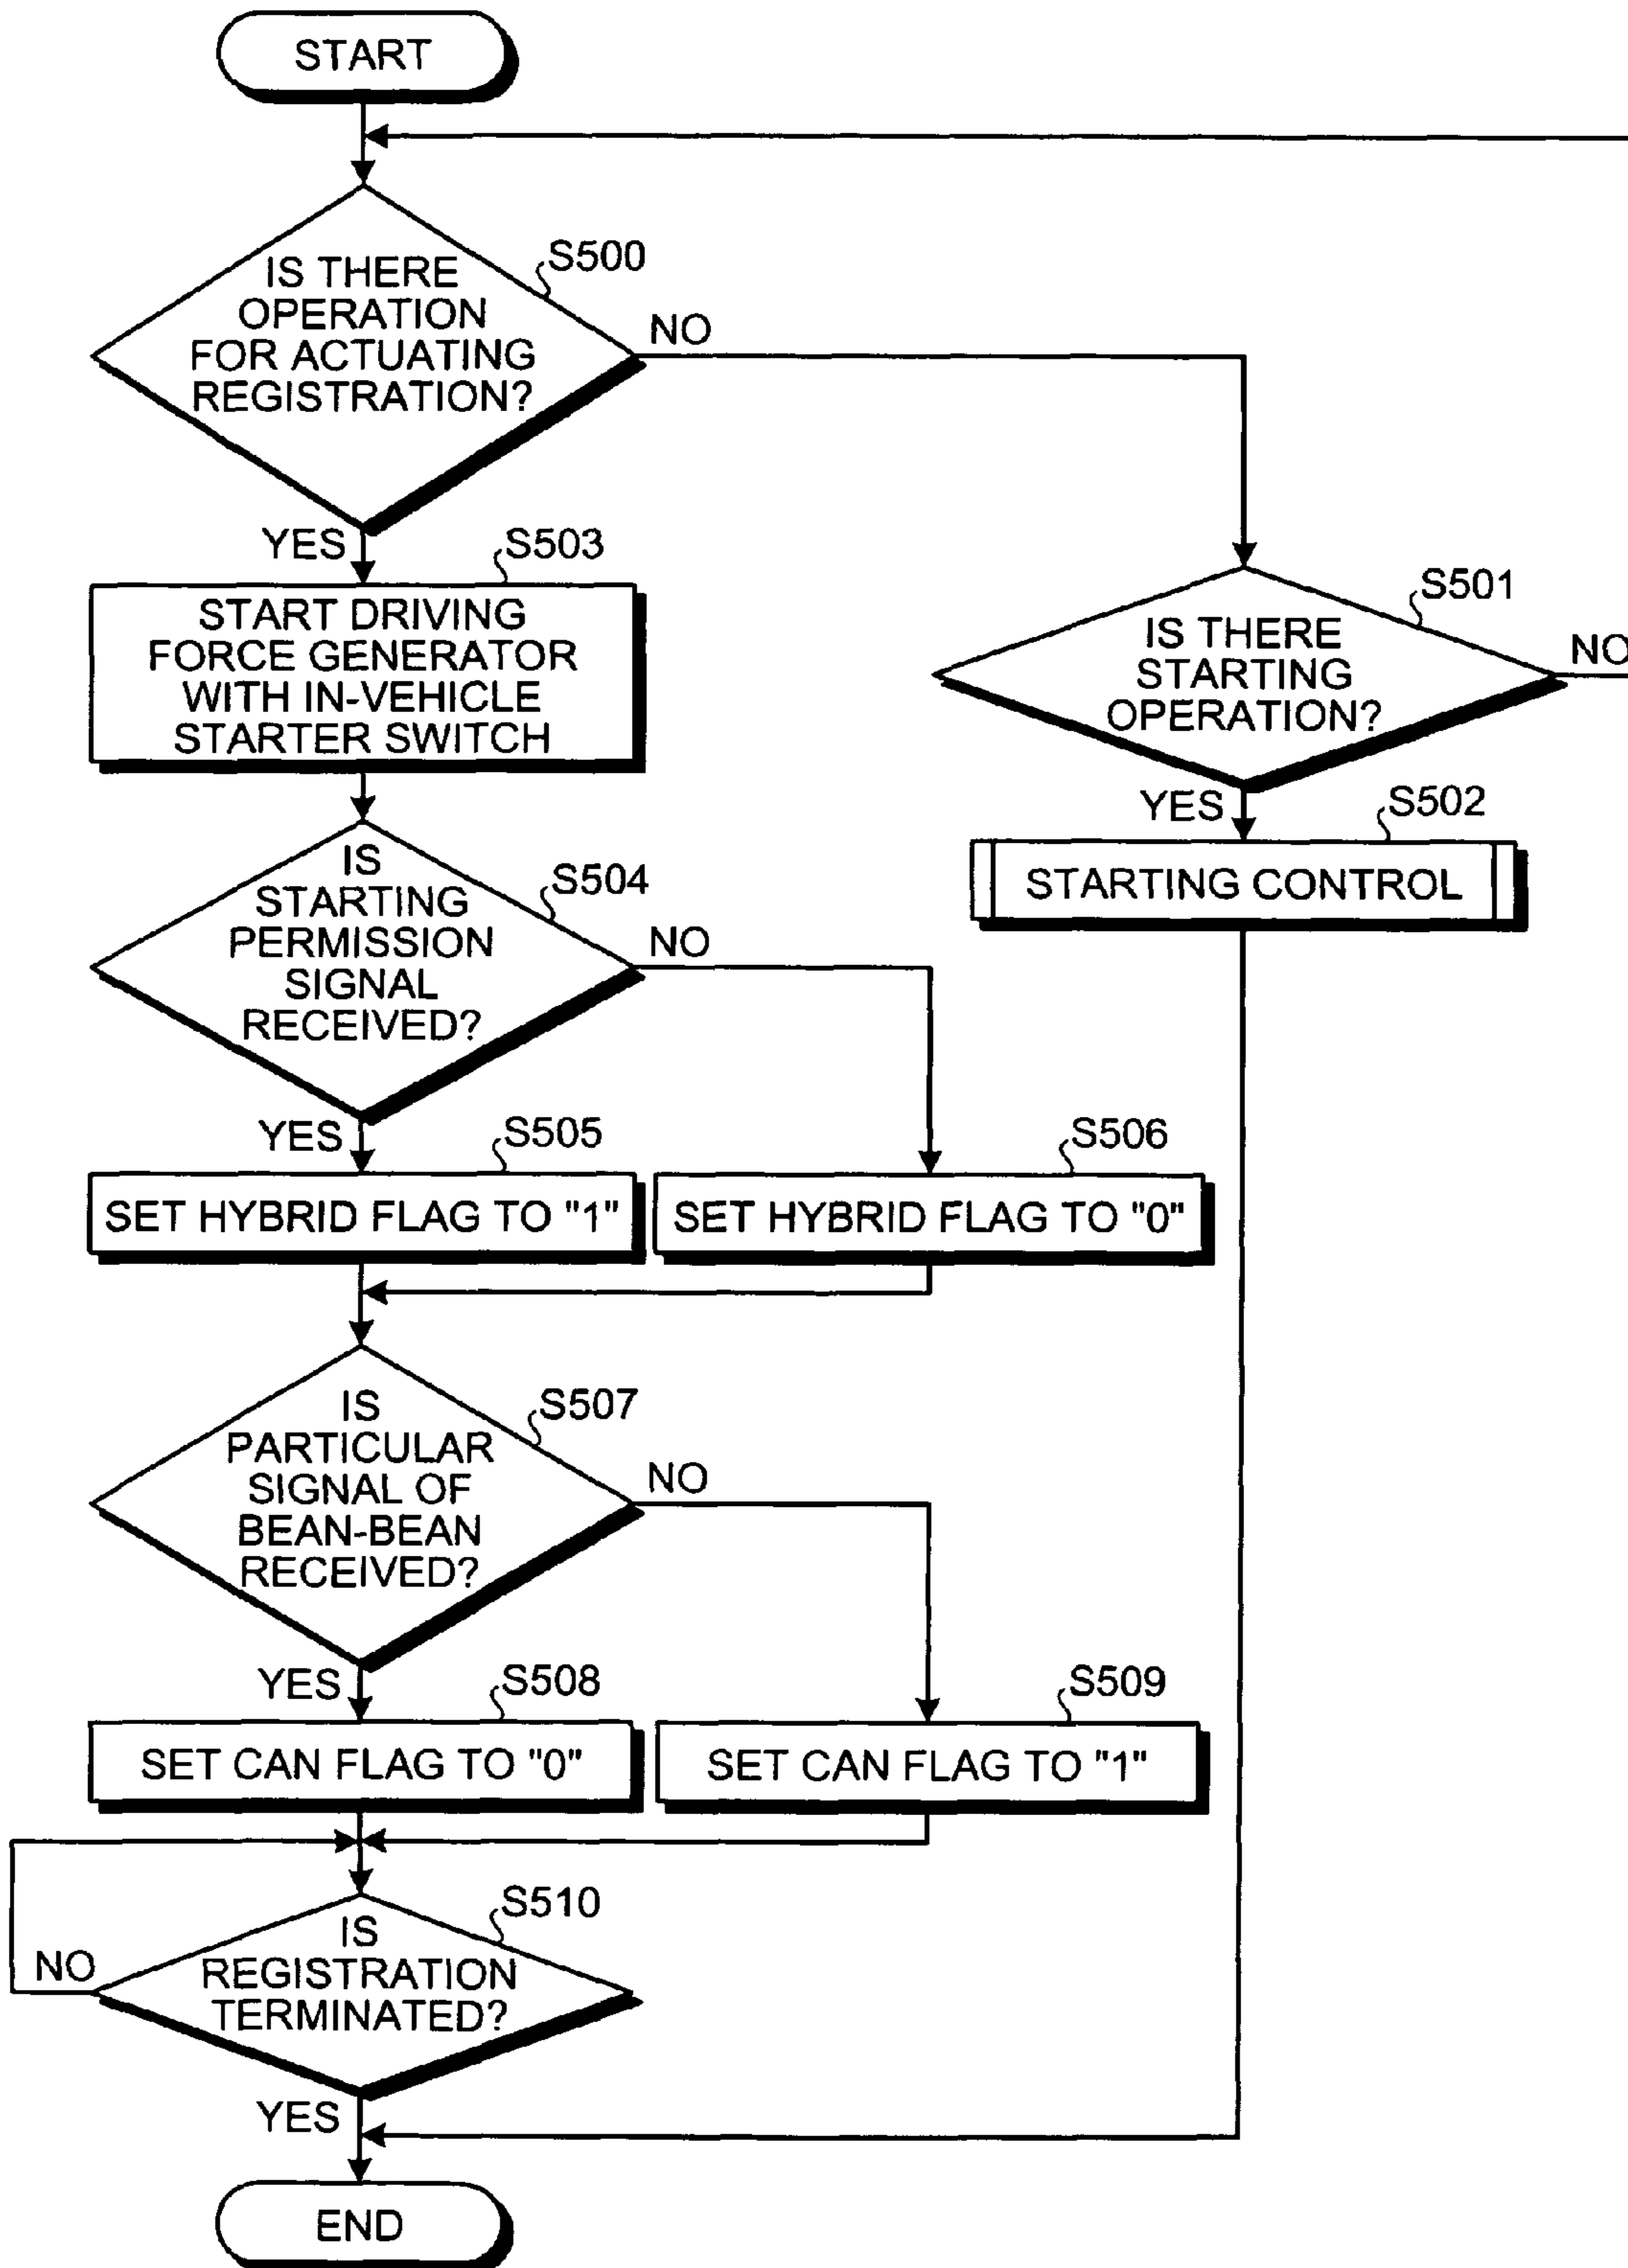 START
IS THERE
OPERATION
FOR ACTUATING
REGISTRATION?
S500
NO
YES
S503
START DRIVING
FORCE GENERATOR
WITH IN-VEHICLE
STARTER SWITCH
S501
IS THERE
STARTING
OPERATION?
NO
YES
S502
STARTING CONTROL
IS
STARTING
PERMISSION
SIGNAL
RECEIVED?
S504
NO
YES
S505
SET HYBRID FLAG TO "1"
S506
SET HYBRID FLAG TO "0"
IS
PARTICULAR
SIGNAL OF
BEAN-BEAN
RECEIVED?
S507
NO
YES
S508
SET CAN FLAG TO "0"
S509
SET CAN FLAG TO "1"
IS
REGISTRATION
TERMINATED?
S510
NO
YES
END